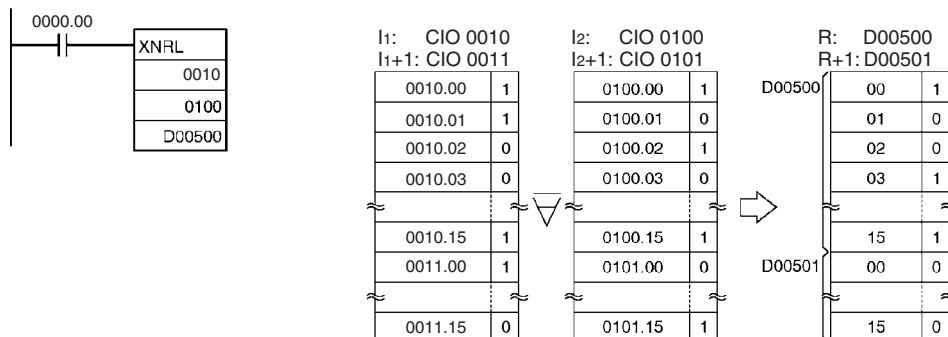 0000.00
XNRL
0010
0100
D00500
I1: CIO 0010
I1+1: CIO 0011
0010.00 1
0010.01 1
0010.02 0
0010.03 0
0010.15 1
0011.00 1
0011.15 0
I2: CIO 0100
I2+1: CIO 0101
0100.00 1
0100.01 0
0100.02 1
0100.03 0
0100.15 1
0101.00 0
0101.15 1
R: D00500
R+1: D00501
D00500 00 1
01 0
02 0
03 1
15 1
D00501 00 0
15 0